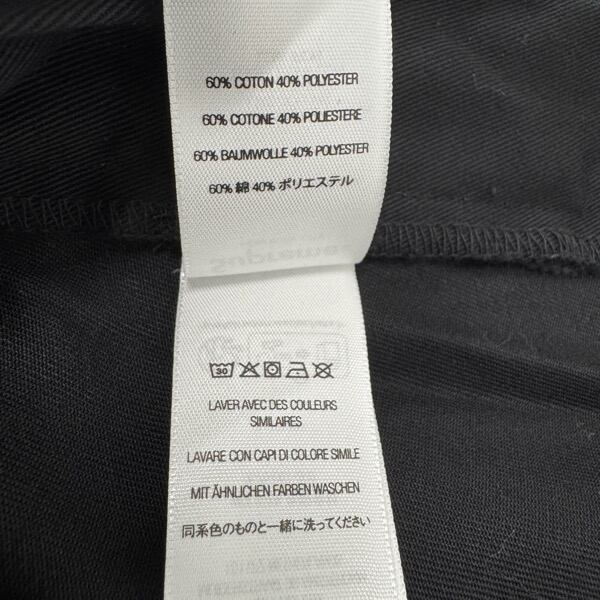 60% COTON 40% POLYESTER
60% COTONE 40% POLIESTERE
60% BAUMWOLLE 40% POLYESTER
60% 綿 40% ポリエステル
Supreme
30
LAVER AVEC DES COULEURS
SIMILAIRES
LAVARE CON CAPI DI COLORE SIMILE
MIT ÄHNLICHEN FARBEN WASCHEN
同系色のものと一緒に洗ってください